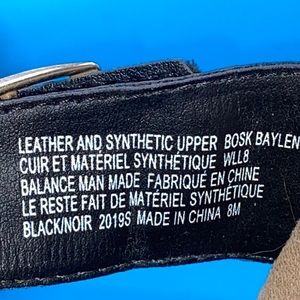 LEATHER AND SYNTHETIC UPPER BOSK BAYLEN
CUIR ET MATÉRIEL SYNTHÉTIQUE WLL8
BALANCE MAN MADE FABRIQUÉ EN CHINE
LE RESTE FAIT DE MATÉRIEL SYNTHÉTIQUE
BLACK/NOIR 20195 MADE IN CHINA 8M